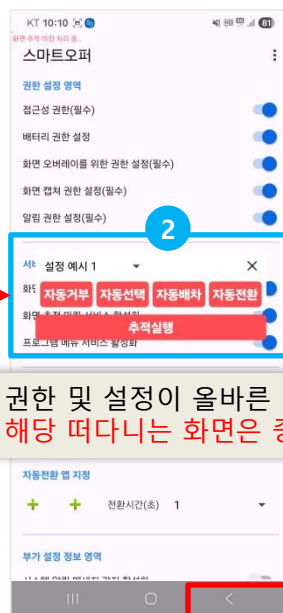 KT 10:10
81
화면 추적 마킹 처리 중..
스마트오퍼
권한 설정 영역
접근성 권한(필수)
배터리 권한 설정
화면 오버레이를 위한 권한 설정(필수)
화면 캡쳐 권한 설정(필수)
알림 권한 설정(필수)
2
설정 예시 1
자동거부 자동선택 자동배차 자동전환
추적실행
프로그램 메뉴 서비스 활성화
권한 및 설정이 올바른
해당 떠다니는 화면은 종
자동전환 앱 지정
+ + 전환시간(초) 1
부가 설정 정보 영역